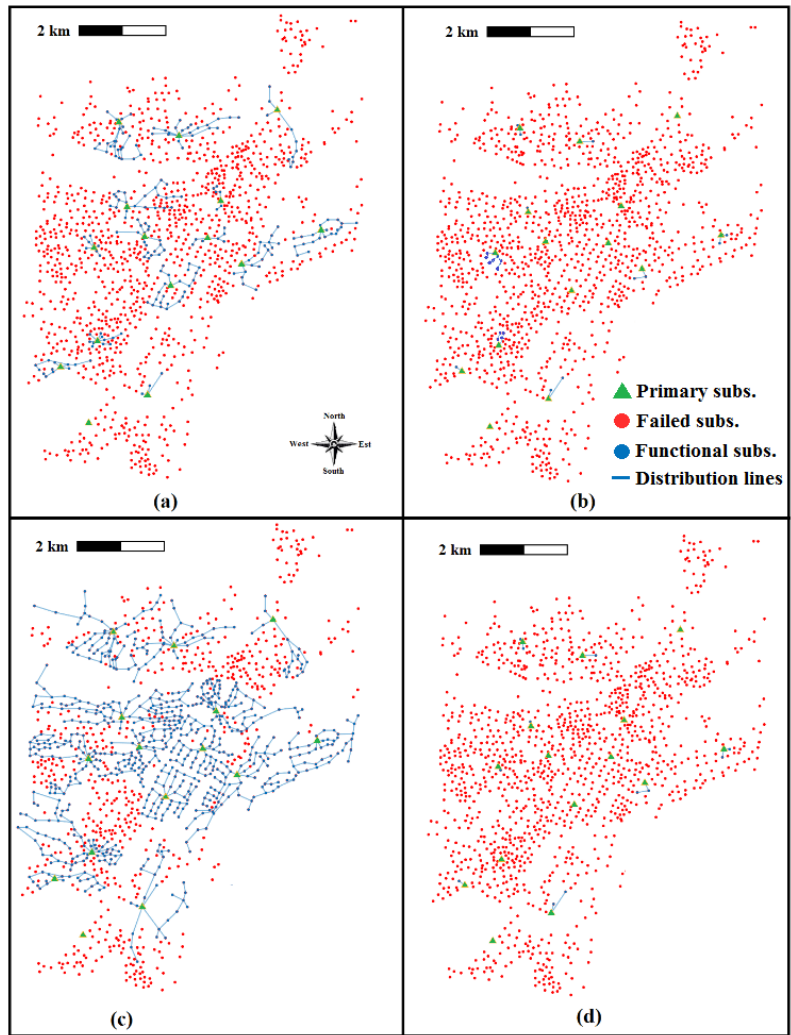 2 km
2 km
North
West Est
South
Primary subs.
Failed subs.
Functional subs.
Distribution lines
(a)
(b)
2 km
2 km
(c)
(d)